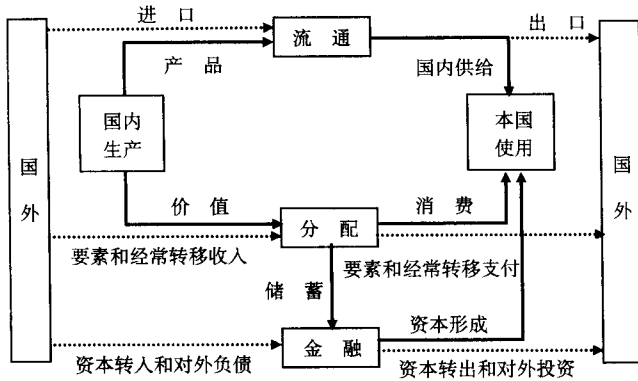 进 口
流 通
出 口
产 品
国内供给
国内
生产
本国
使用
国
外
国
外
价 值
分 配
消 费
要素和经常转移收入
要素和经常转移支付
储 蓄
资本形成
金 融
资本转入和对外负债
资本转出和对外投资